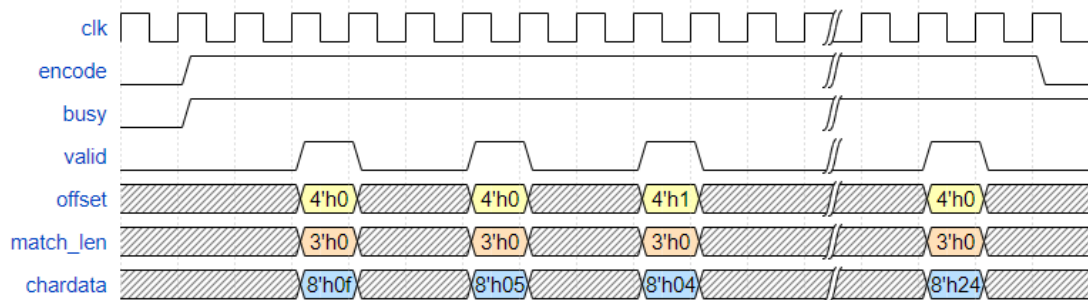 clk
encode
busy
valid
offset 4'h0 4'h0 4'h1 4'h0
match_len 3'h0 3'h0 3'h0 3'h0
chardata 8'h0f 8'h05 8'h04 8'h24